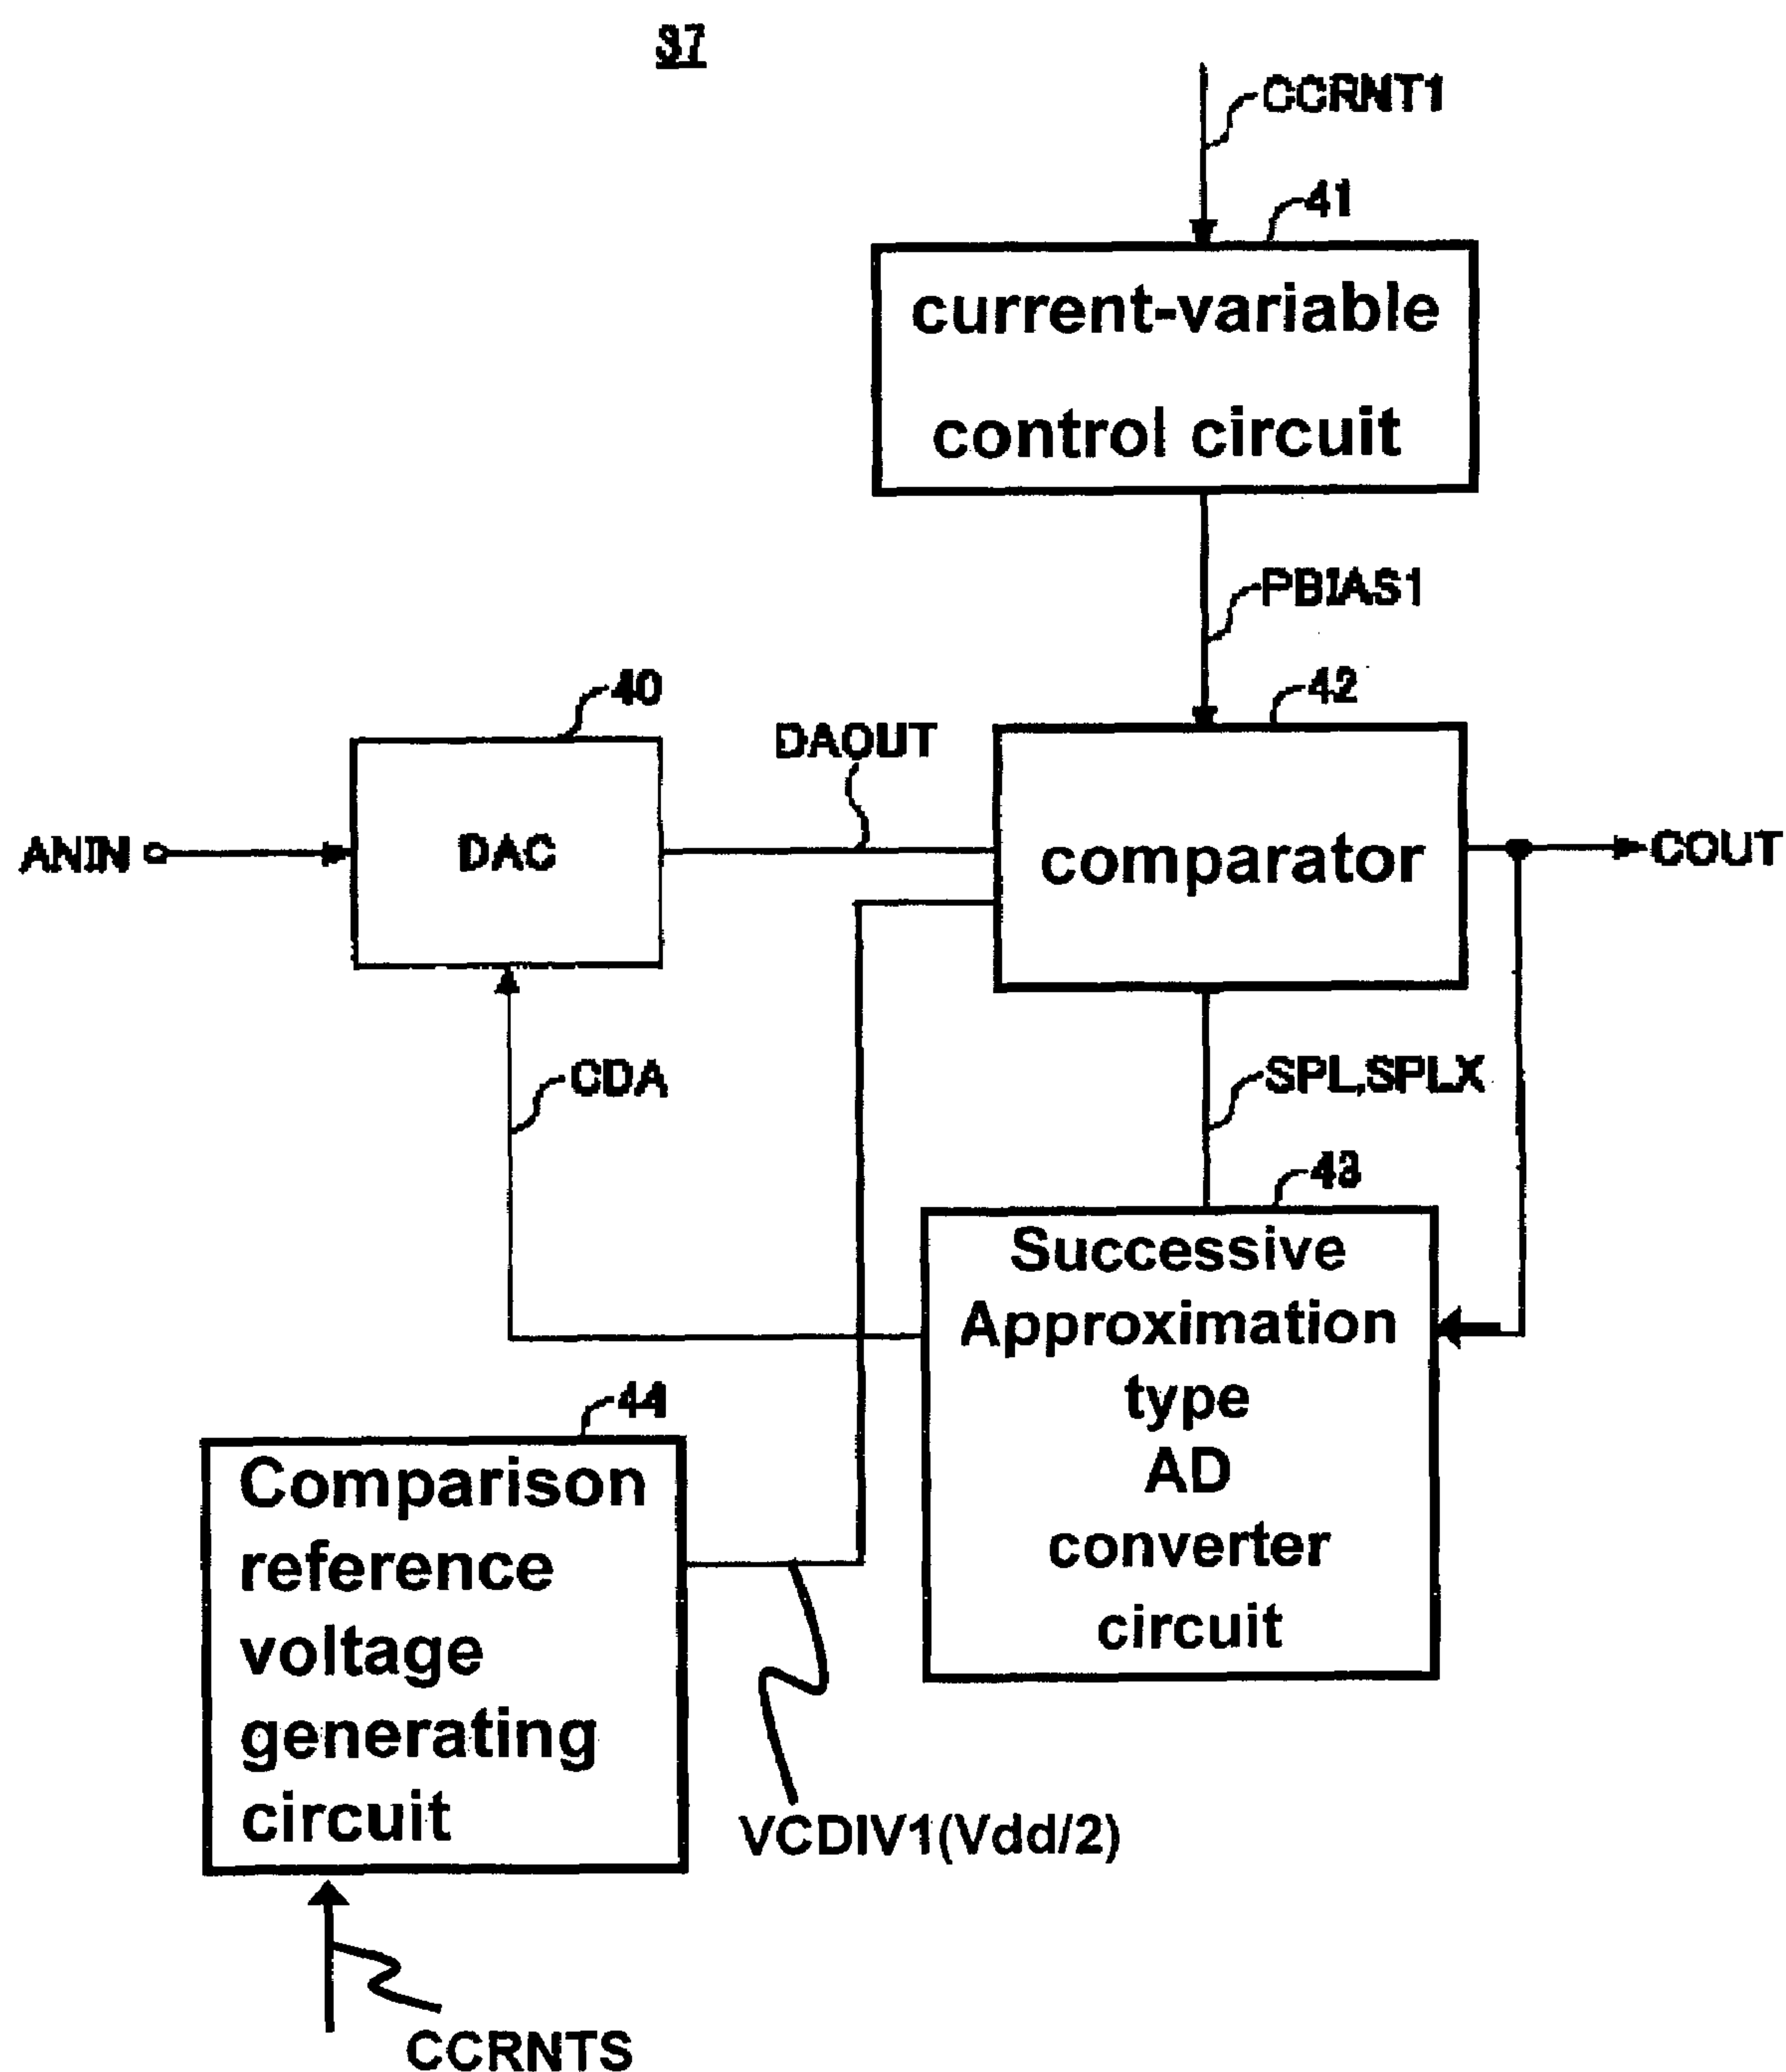 37
CCRNT1
41
current-variable
control circuit
PBIAS1
40
42
DAOUT
ANIN
DAC
comparator
COUT
CDA
SPL,SPLX
43
Successive
Approximation
type
AD
converter
circuit
44
Comparison
reference
voltage
generating
circuit
VCDIV1(Vdd/2)
CCRNTS